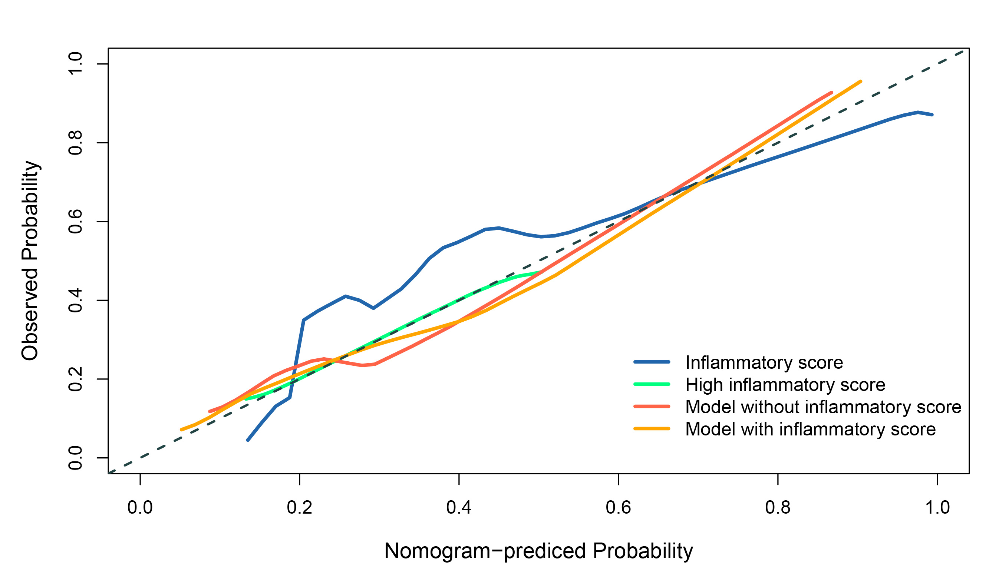 1.0
0.8
0.6
0.4
0.2
0.0
Observed Probability
Inflammatory score
High inflammatory score
Model without inflammatory score
Model with inflammatory score
0.0 0.2 0.4 0.6 0.8 1.0
Nomogram−prediced Probability